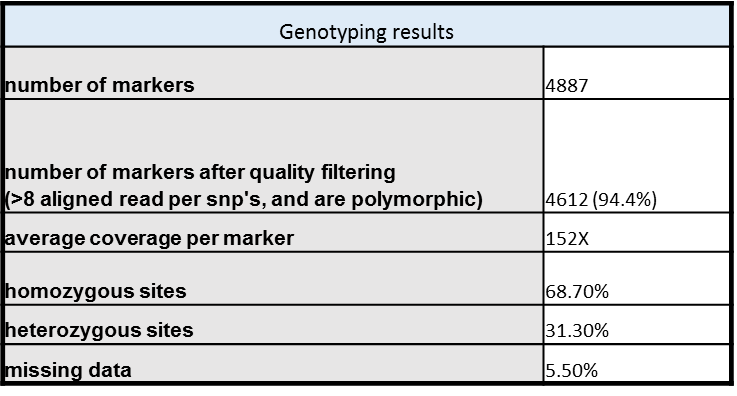 Genotyping results
number of markers 4887
number of markers after quality filtering
(>8 aligned read per snp's, and are polymorphic) 4612 (94.4%)
average coverage per marker 152X
homozygous sites 68.70%
heterozygous sites 31.30%
missing data 5.50%